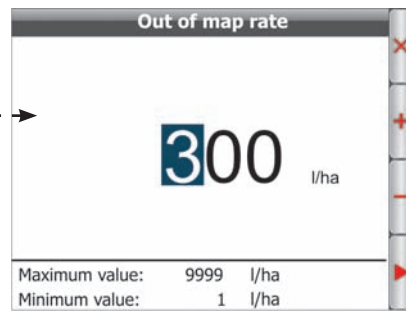 Out of map rate
300 l/ha
Maximum value: 9999 l/ha
Minimum value: 1 l/ha